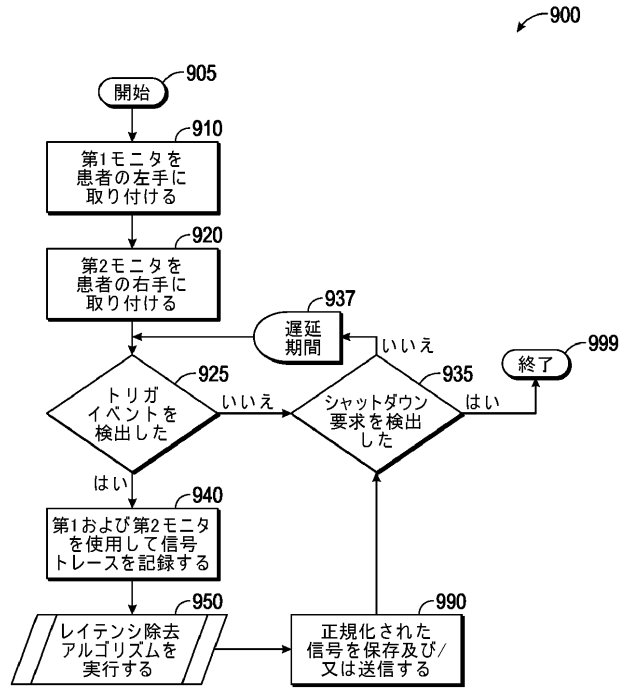 900
905
開始
910
第1モニタを
患者の左手に
取り付ける
920
第2モニタを
患者の右手に
取り付ける
937
遅延
期間
いいえ
925
トリガ
イベントを
検出した
いいえ
はい
935
シャットダウン
要求を検出
した
はい
999
終了
940
第1および第2モニタ
を使用して信号
トレースを記録する
950
レイテンシ除去
アルゴリズムを
実行する
990
正規化された
信号を保存及び/
又は送信する